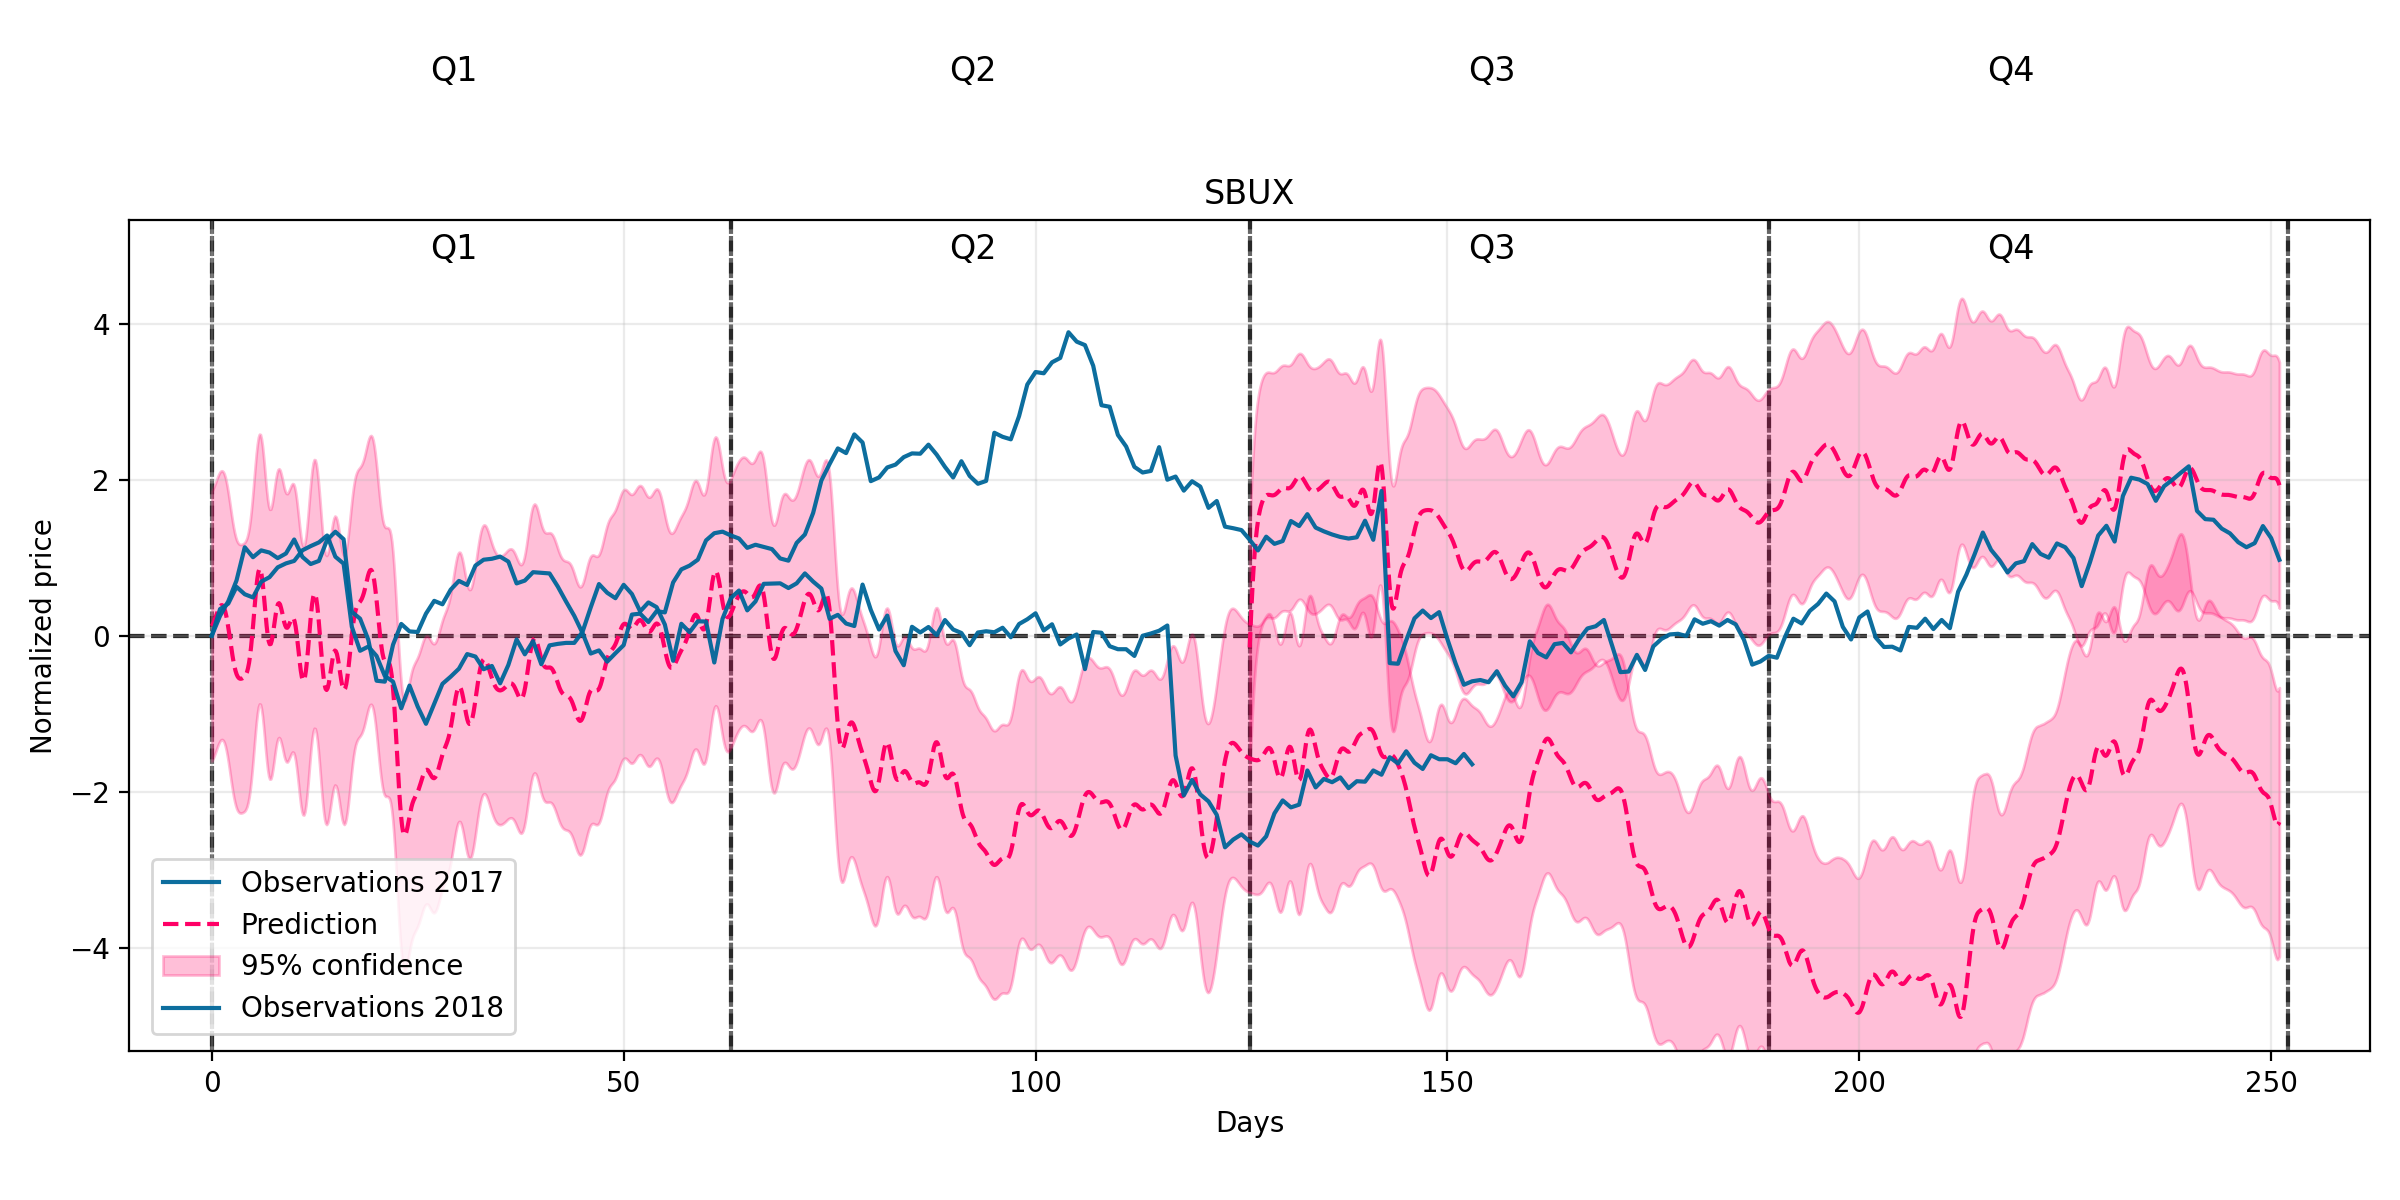 Q1 Q2 Q3 Q4
SBUX
Q1 Q2 Q3 Q4
Normalized price
4
2
0
−2
−4
Observations 2017
Prediction
95% confidence
Observations 2018
0 50 100 150 200 250
Days